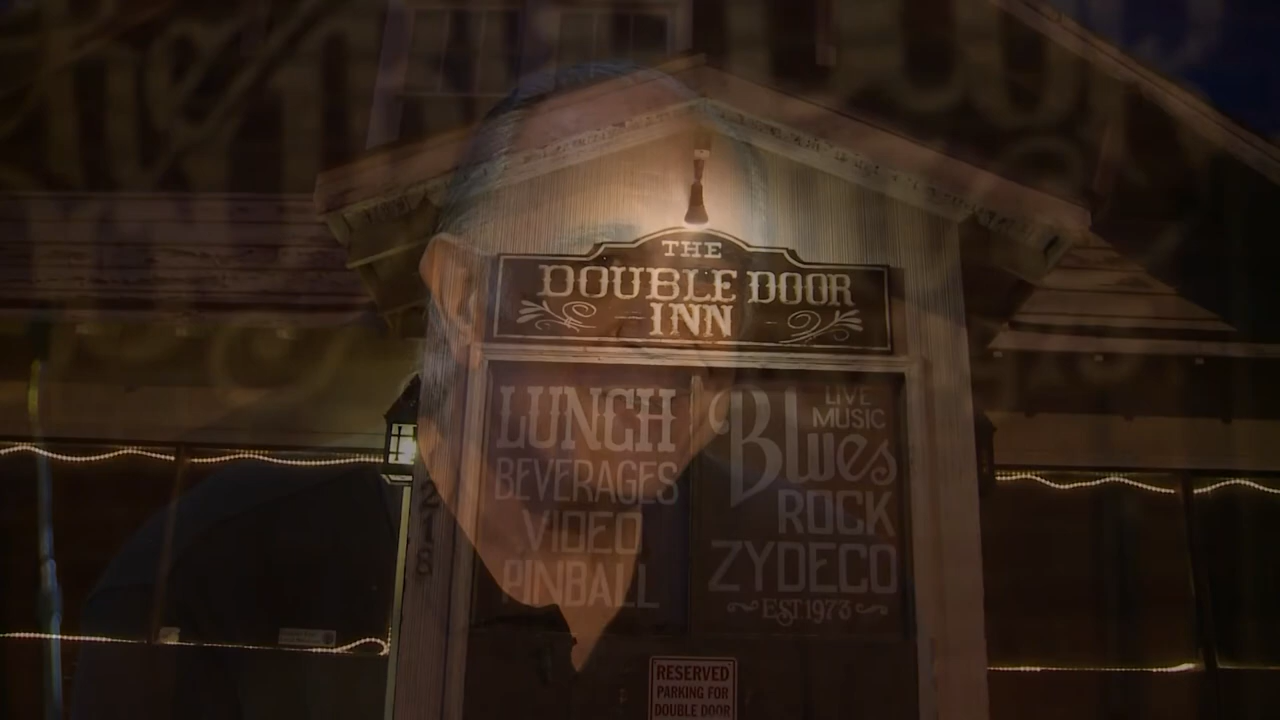 THE
DOUBLE DOOR
INN
LUNCH
BEVERAGES
VIDEO
PINBALL
LIVE
MUSIC
Blues
ROCK
ZYDECO
EST 1973
218
RESERVED
PARKING FOR
DOUBLE DOOR